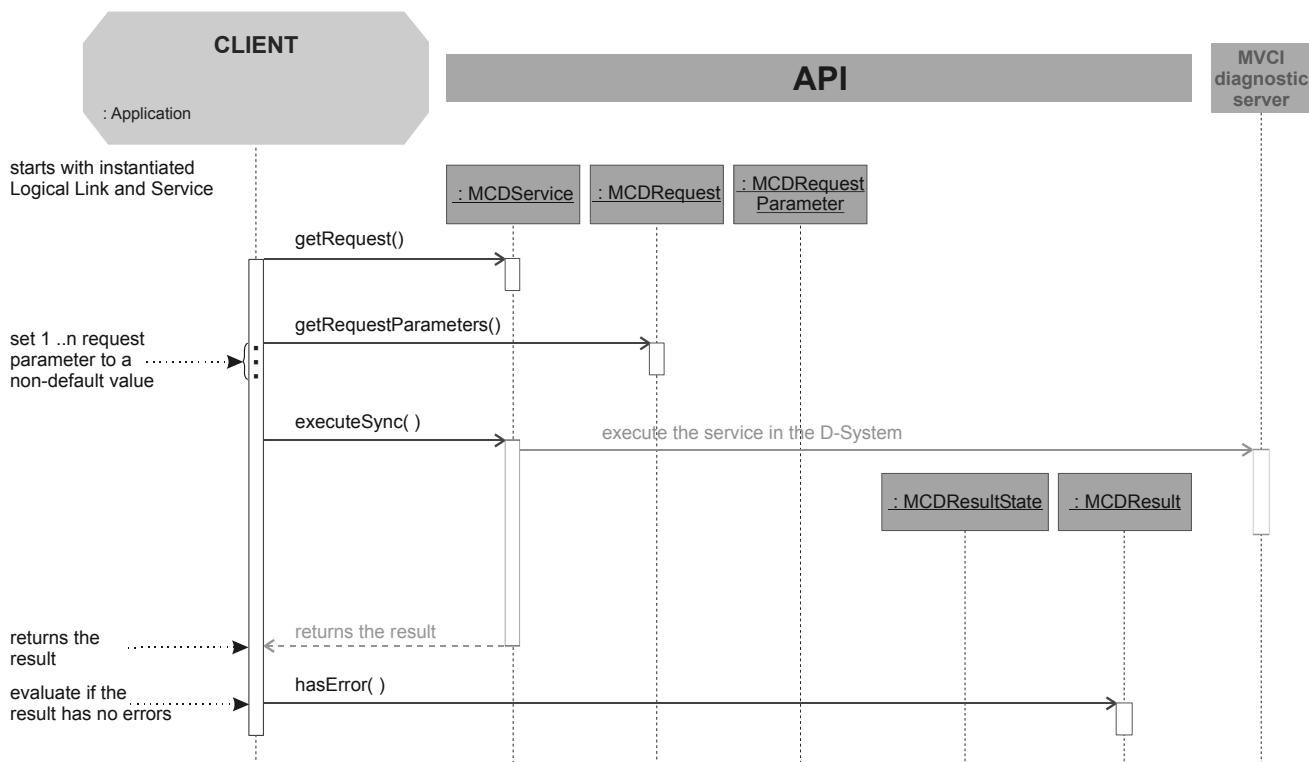 CLIENT
: Application
API
MVCI
diagnostic
server
starts with instantiated
Logical Link and Service
: MCDService
: MCDRequest
: MCDRequest
Parameter
getRequest()
getRequestParameters()
set 1 ..n request
parameter to a
non-default value
executeSync( )
execute the service in the D-System
: MCDResultState
: MCDResult
returns the
result
returns the result
evaluate if the
result has no errors
hasError( )